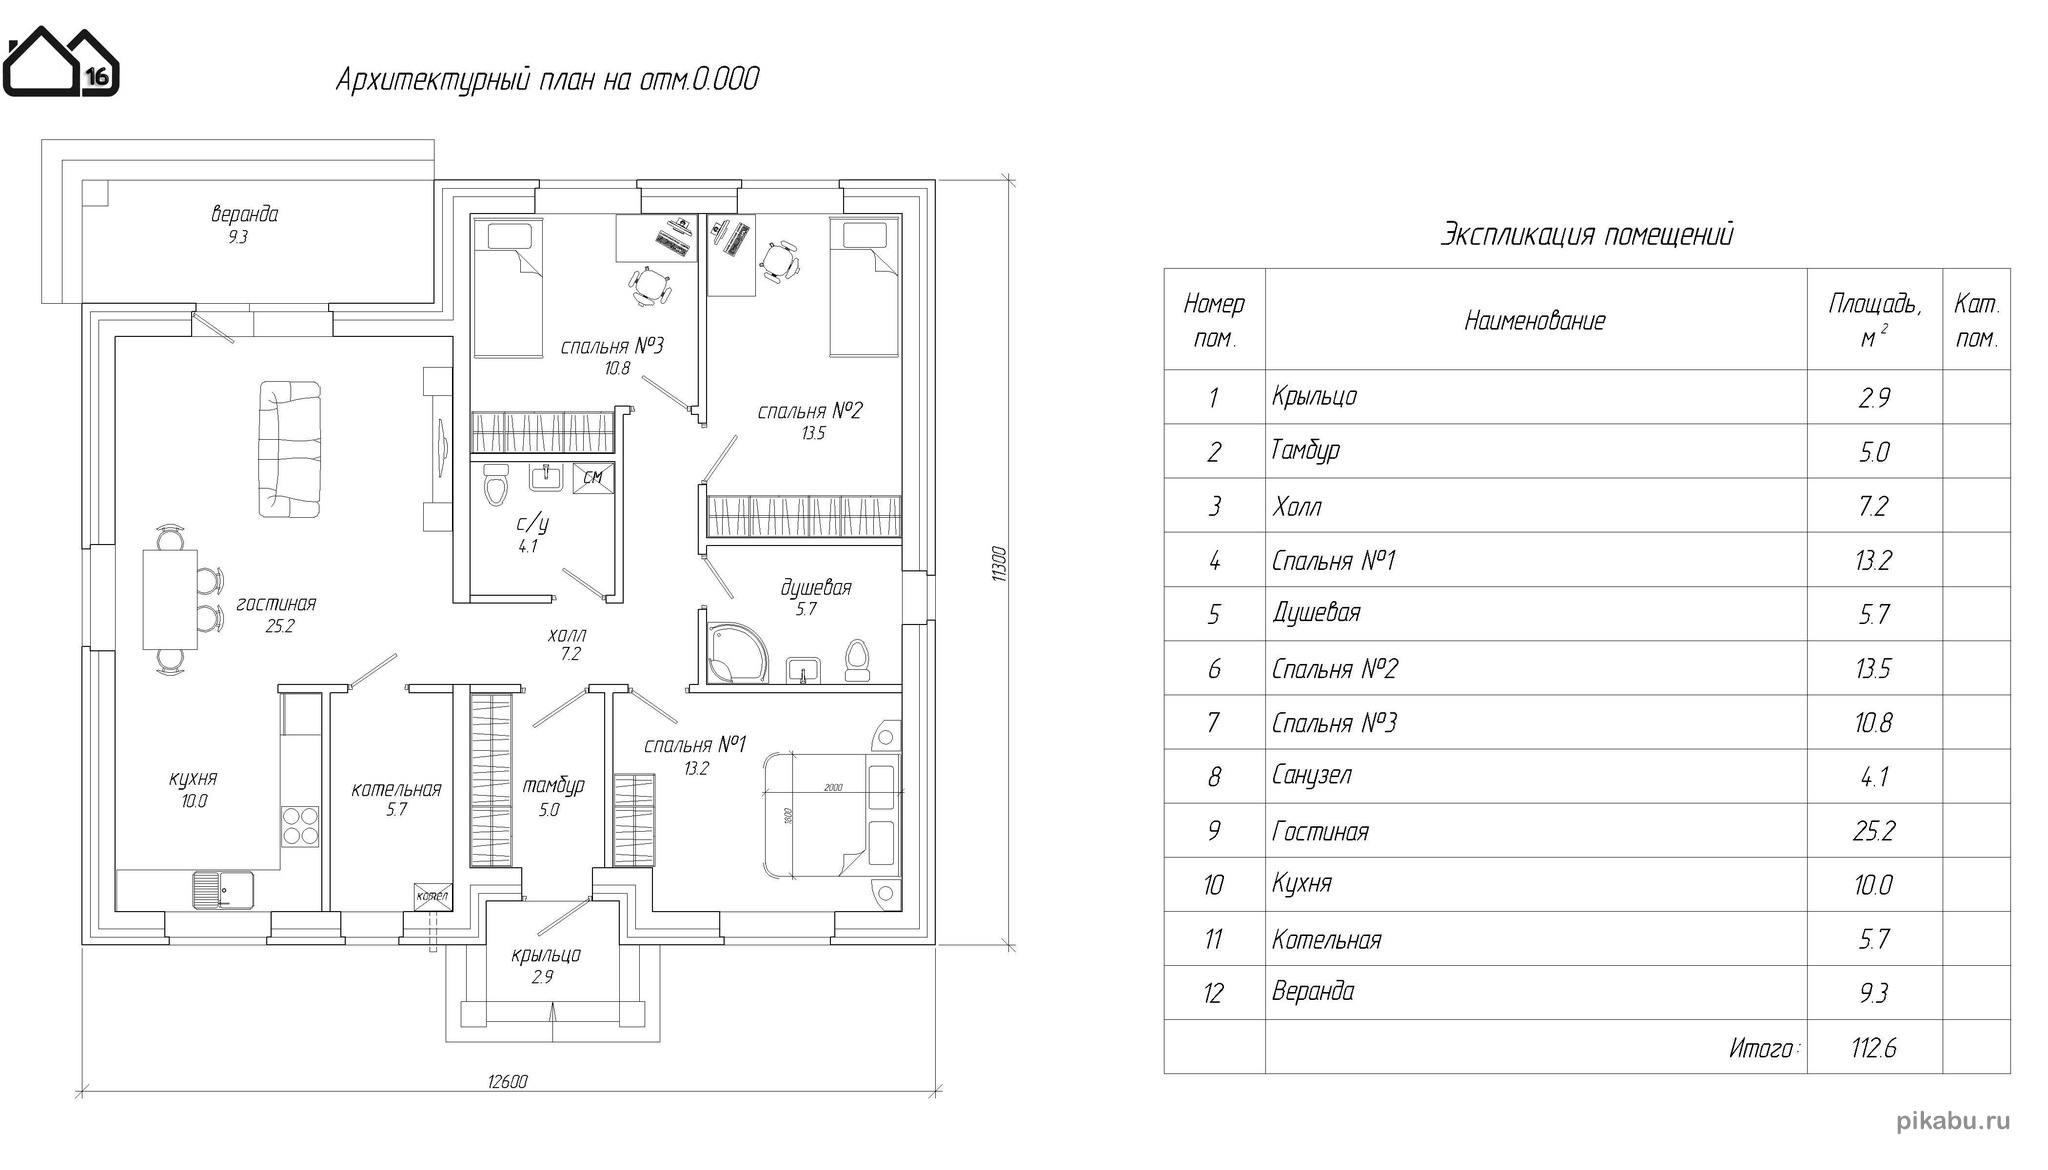 16
Архитектурный план на отм.0.000
веранда
9.3
спальня №3
10.8
спальня №2
13.5
СМ
с/у
4.1
душевая
5.7
гостиная
25.2
холл
7.2
11300
спальня №1
13.2
кухня
10.0
котельная
5.7
тамбур
5.0
2000
1800
котел
крыльцо
2.9
12600
Экспликация помещений
Номер пом. Наименование Площадь, м² Кат. пом.
1 Крыльцо 2.9
2 Тамбур 5.0
3 Холл 7.2
4 Спальня №1 13.2
5 Душевая 5.7
6 Спальня №2 13.5
7 Спальня №3 10.8
8 Санузел 4.1
9 Гостиная 25.2
10 Кухня 10.0
11 Котельная 5.7
12 Веранда 9.3
Итого: 112.6
pikabu.ru